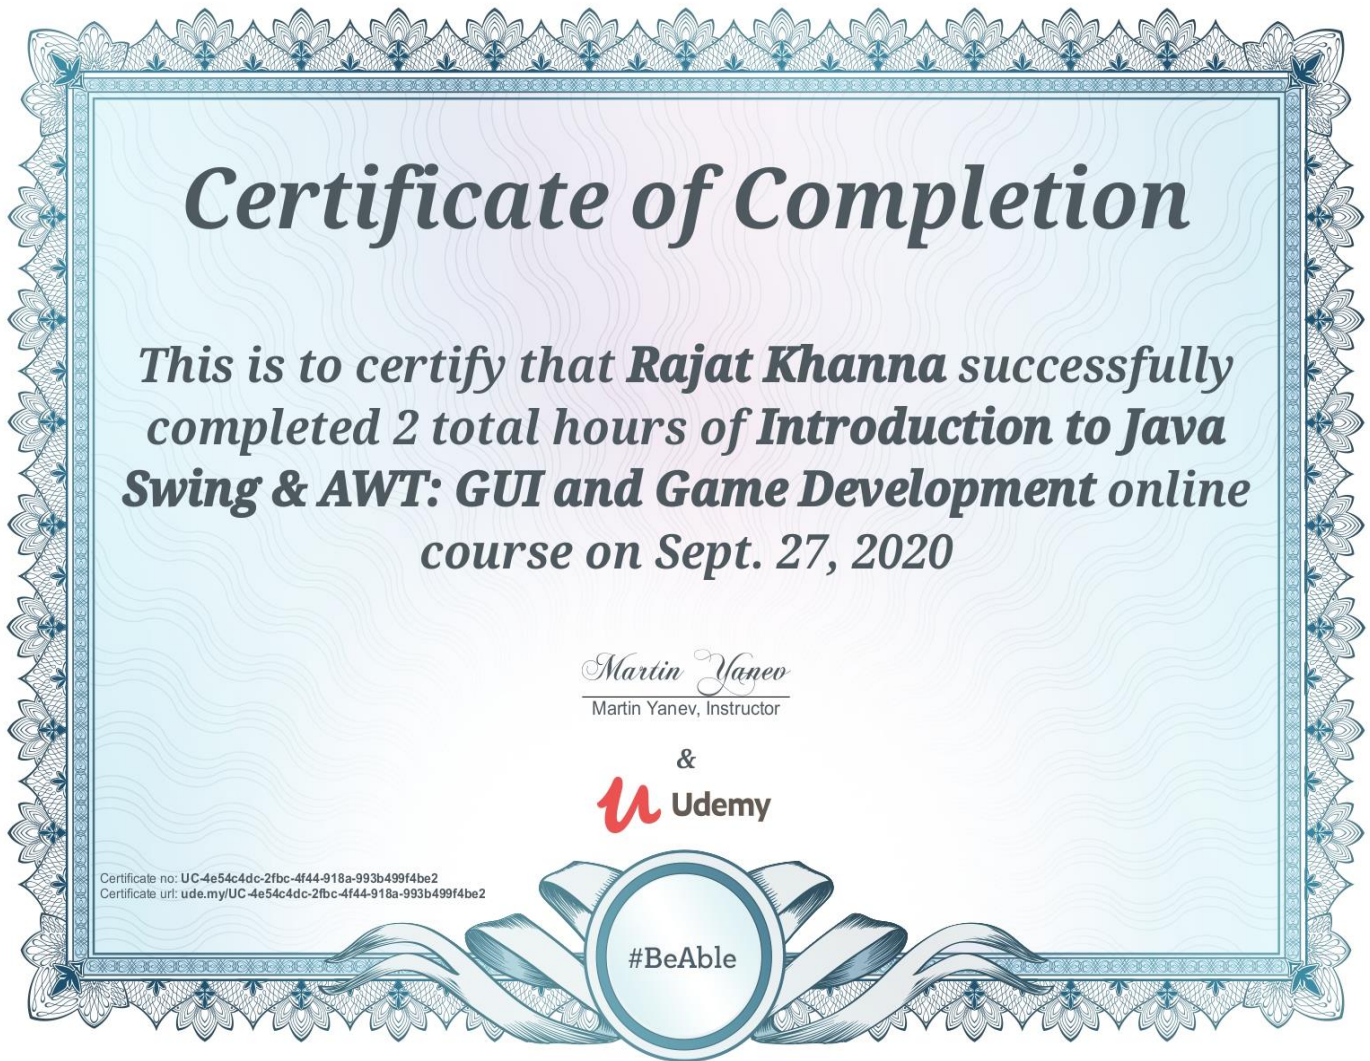 Certificate of Completion
This is to certify that Rajat Khanna successfully
completed 2 total hours of Introduction to Java
Swing & AWT: GUI and Game Development online
course on Sept. 27, 2020
Martin Yanev
Martin Yanev, Instructor
&
Udemy
Certificate no: UC-4e54c4dc-2fbc-4f44-918a-993b499f4be2
Certificate url: ude.my/UC-4e54c4dc-2fbc-4f44-918a-993b499f4be2
#BeAble